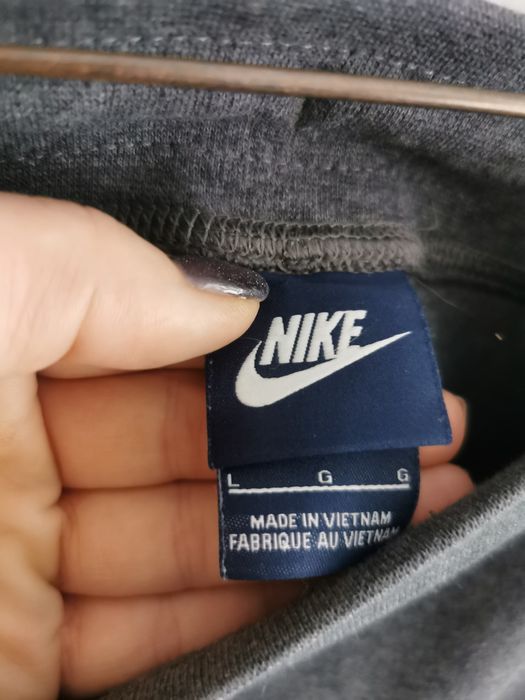 NIKE
L G G
MADE IN VIETNAM
FABRIQUE AU VIETNAM